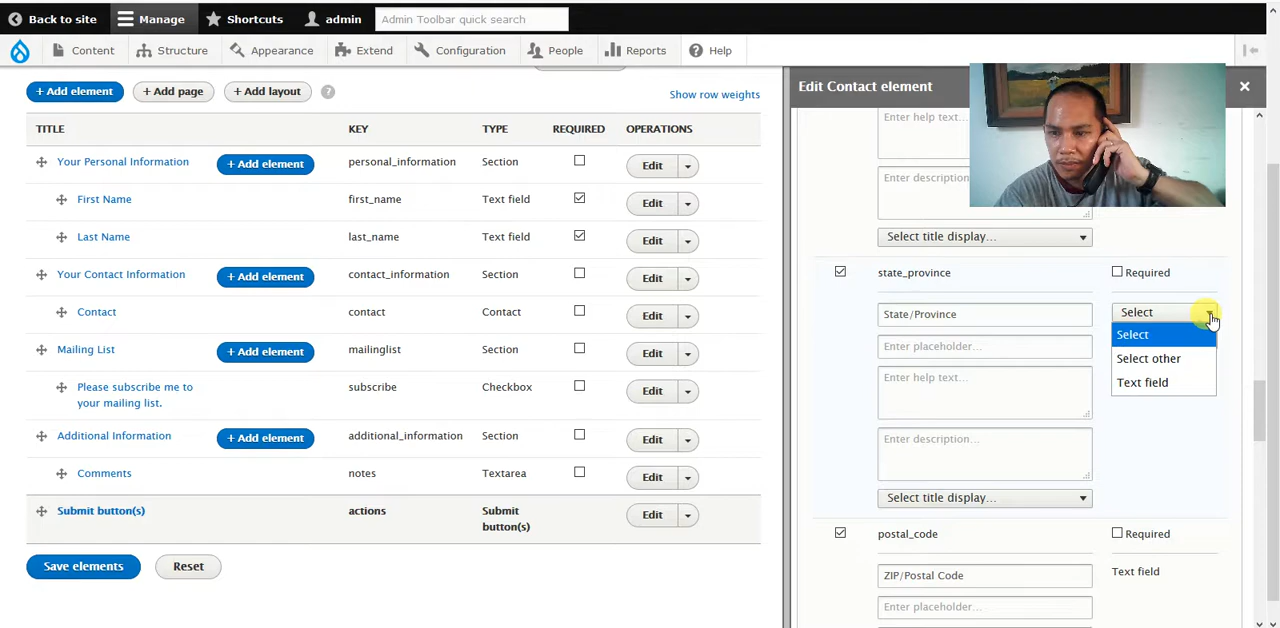 Back to site Manage Shortcuts admin Admin Toolbar quick search
Content Structure Appearance Extend Configuration People Reports Help
+ Add element + Add page + Add layout ?
Show row weights
TITLE KEY TYPE REQUIRED OPERATIONS
Your Personal Information + Add element personal_information Section Edit
First Name first_name Text field Edit
Last Name last_name Text field Edit
Your Contact Information + Add element contact_information Section Edit
Contact contact Contact Edit
Mailing List + Add element mailinglist Section Edit
Please subscribe me to your mailing list. subscribe Checkbox Edit
Additional Information + Add element additional_information Section Edit
Comments notes Textarea Edit
Submit button(s) actions Submit button(s) Edit
Save elements Reset
Edit Contact element
Enter help text...
Enter description...
Select title display...
state_province Required
State/Province Select
Enter placeholder... Select
Select other
Enter help text... Text field
Enter description...
Select title display...
postal_code Required
ZIP/Postal Code Text field
Enter placeholder...